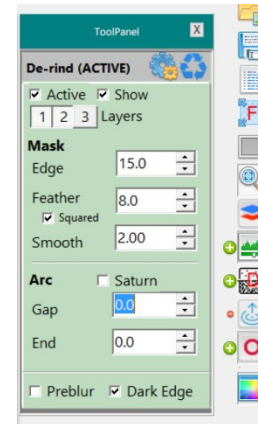 ToolPanel X
De-rind (ACTIVE)
Active Show
1 2 3 Layers
Mask
Edge 15.0
Feather 8.0
Squared
Smooth 2.00
Arc Saturn
Gap 0.0
End 0.0
Preblur Dark Edge